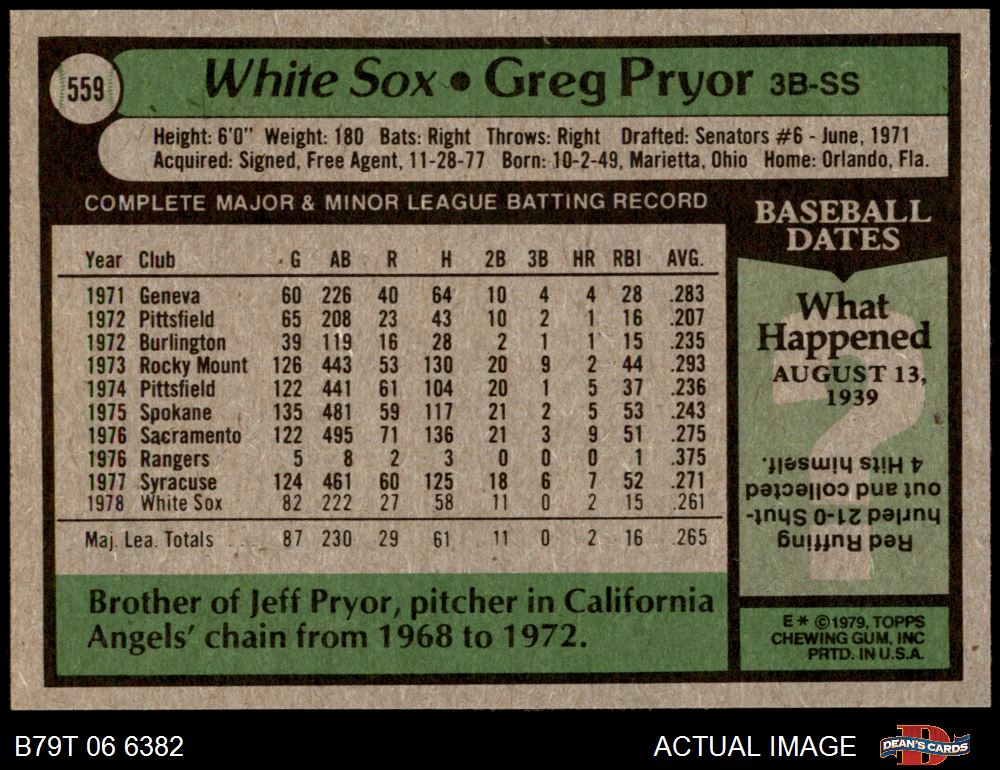 559
White Sox • Greg Pryor 3B-SS
Height: 6'0" Weight: 180 Bats: Right Throws: Right Drafted: Senators #6 - June, 1971
Acquired: Signed, Free Agent, 11-28-77 Born: 10-2-49, Marietta, Ohio Home: Orlando, Fla.
COMPLETE MAJOR & MINOR LEAGUE BATTING RECORD
Year Club G AB R H 2B 3B HR RBI AVG.
1971 Geneva 60 226 40 64 10 4 4 28 .283
1972 Pittsfield 65 208 23 43 10 2 1 16 .207
1972 Burlington 39 119 16 28 2 1 1 15 .235
1973 Rocky Mount 126 443 53 130 20 9 2 44 .293
1974 Pittsfield 122 441 61 104 20 1 5 37 .236
1975 Spokane 135 481 59 117 21 2 5 53 .243
1976 Sacramento 122 495 71 136 21 3 9 51 .275
1976 Rangers 5 8 2 3 0 0 0 1 .375
1977 Syracuse 124 461 60 125 18 6 7 52 .271
1978 White Sox 82 222 27 58 11 0 2 15 .261
Maj. Lea. Totals 87 230 29 61 11 0 2 16 .265
Brother of Jeff Pryor, pitcher in California
Angels' chain from 1968 to 1972.
BASEBALL
DATES
What
Happened
AUGUST 13,
1939
Red Ruffing
hurled 21-0 Shut-
out and collected
4 Hits himself.
E * ©1979, TOPPS
CHEWING GUM, INC
PRTD. IN U.S.A.
B79T 06 6382
ACTUAL IMAGE
D
DEAN'S CARDS